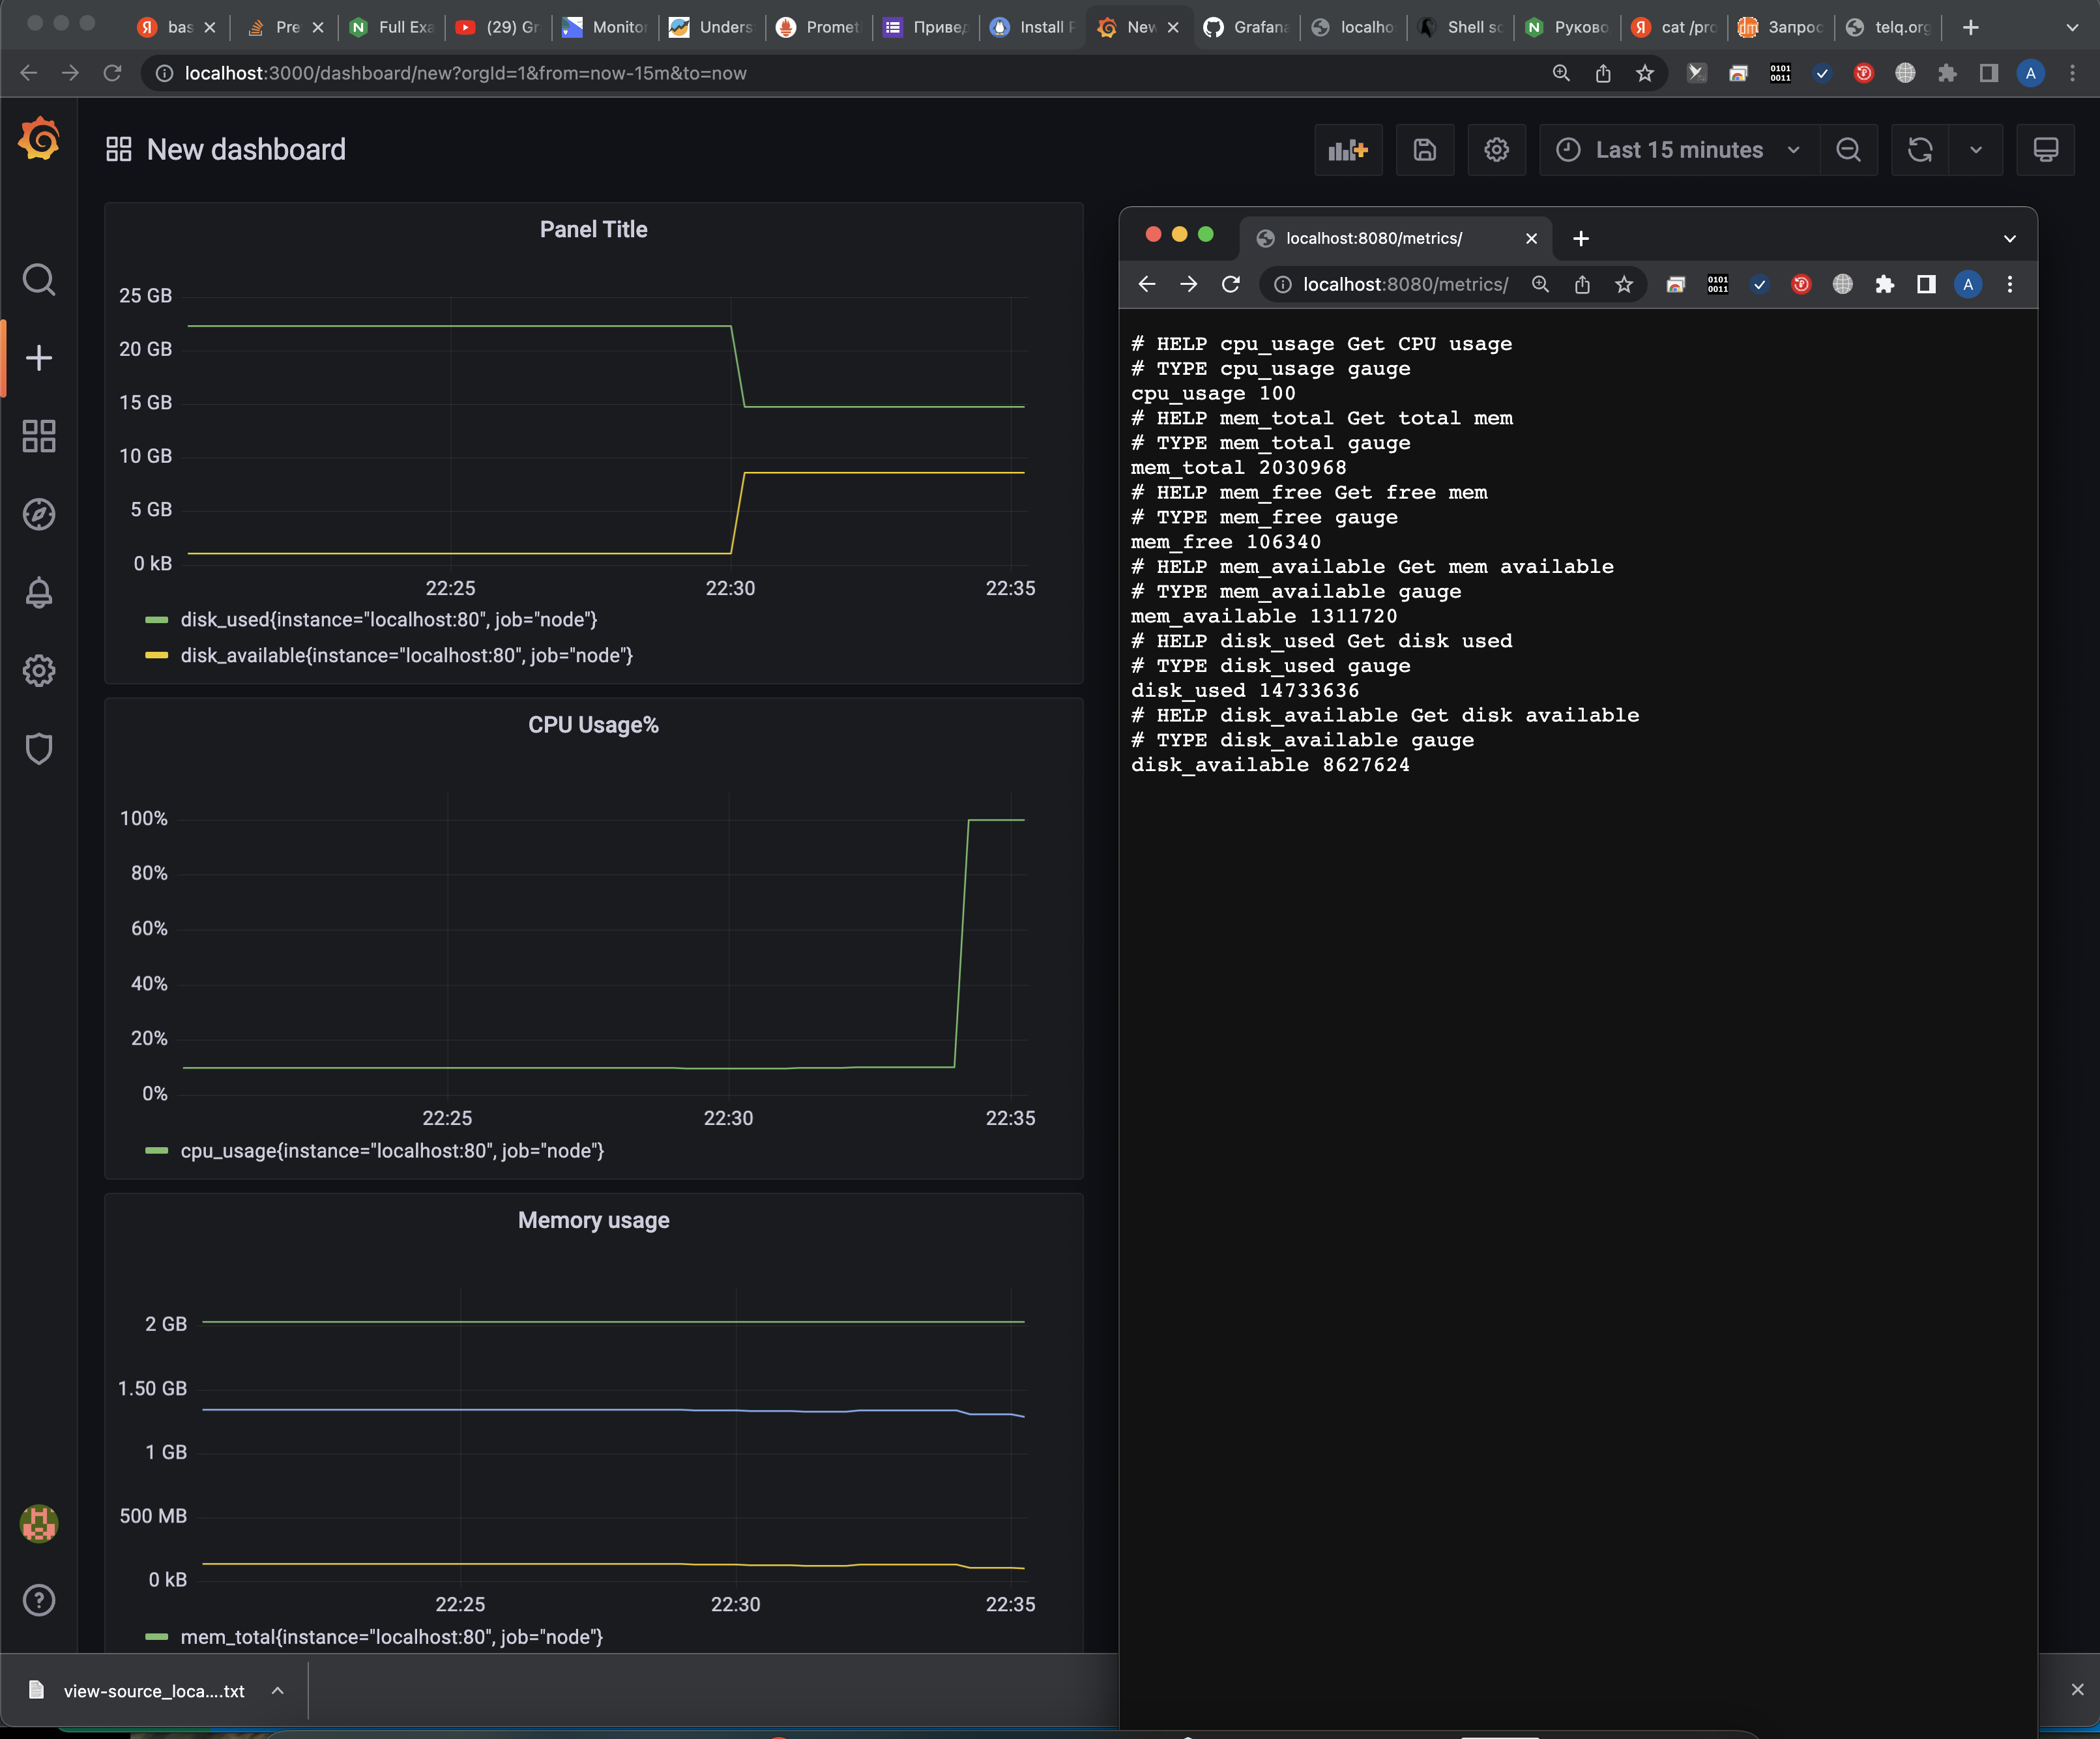 bas
Pre
Full Exa
(29) Gr
Monitor
Unders
Promet
Привед
Install P
New
Grafana
localhos
Shell sc
Руково
cat /pro
Запрос
telq.org
localhost:3000/dashboard/new?orgId=1&from=now-15m&to=now
0101
0011
A
New dashboard
Last 15 minutes
Panel Title
25 GB
20 GB
15 GB
10 GB
5 GB
0 kB
22:25 22:30 22:35
disk_used{instance="localhost:80", job="node"}
disk_available{instance="localhost:80", job="node"}
CPU Usage%
100%
80%
60%
40%
20%
0%
22:25 22:30 22:35
cpu_usage{instance="localhost:80", job="node"}
Memory usage
2 GB
1.50 GB
1 GB
500 MB
0 kB
22:25 22:30 22:35
mem_total{instance="localhost:80", job="node"}
view-source_loca....txt
localhost:8080/metrics/
localhost:8080/metrics/
0101
0011
A
# HELP cpu_usage Get CPU usage
# TYPE cpu_usage gauge
cpu_usage 100
# HELP mem_total Get total mem
# TYPE mem_total gauge
mem_total 2030968
# HELP mem_free Get free mem
# TYPE mem_free gauge
mem_free 106340
# HELP mem_available Get mem available
# TYPE mem_available gauge
mem_available 1311720
# HELP disk_used Get disk used
# TYPE disk_used gauge
disk_used 14733636
# HELP disk_available Get disk available
# TYPE disk_available gauge
disk_available 8627624